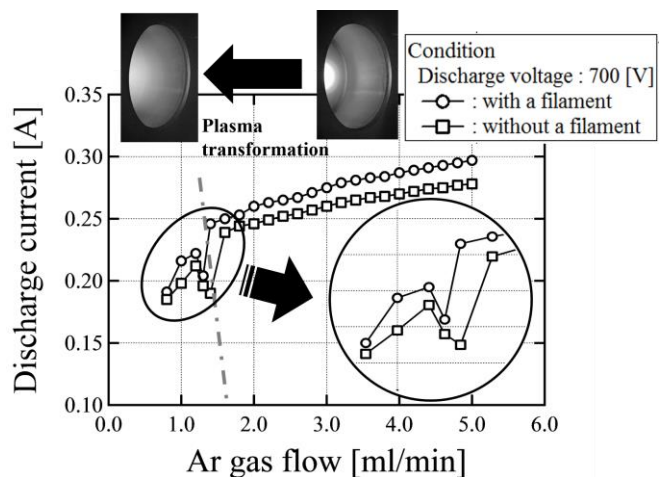 Condition
Discharge voltage : 700 [V]
: with a filament
: without a filament
Plasma
transformation
Discharge current [A]
0.35
0.30
0.25
0.20
0.15
0.10
0.0
1.0
2.0
3.0
4.0
5.0
6.0
Ar gas flow [ml/min]